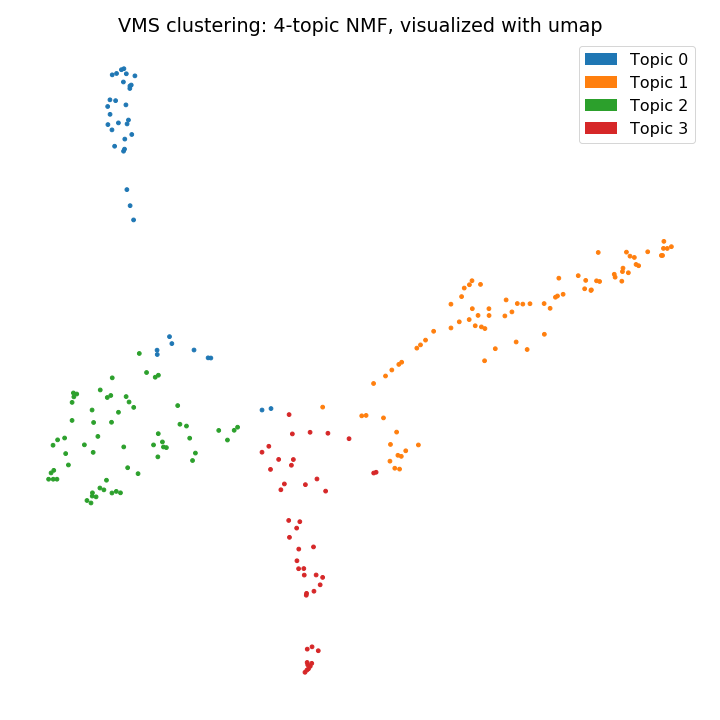 VMS clustering: 4-topic NMF, visualized with umap
Topic 0
Topic 1
Topic 2
Topic 3